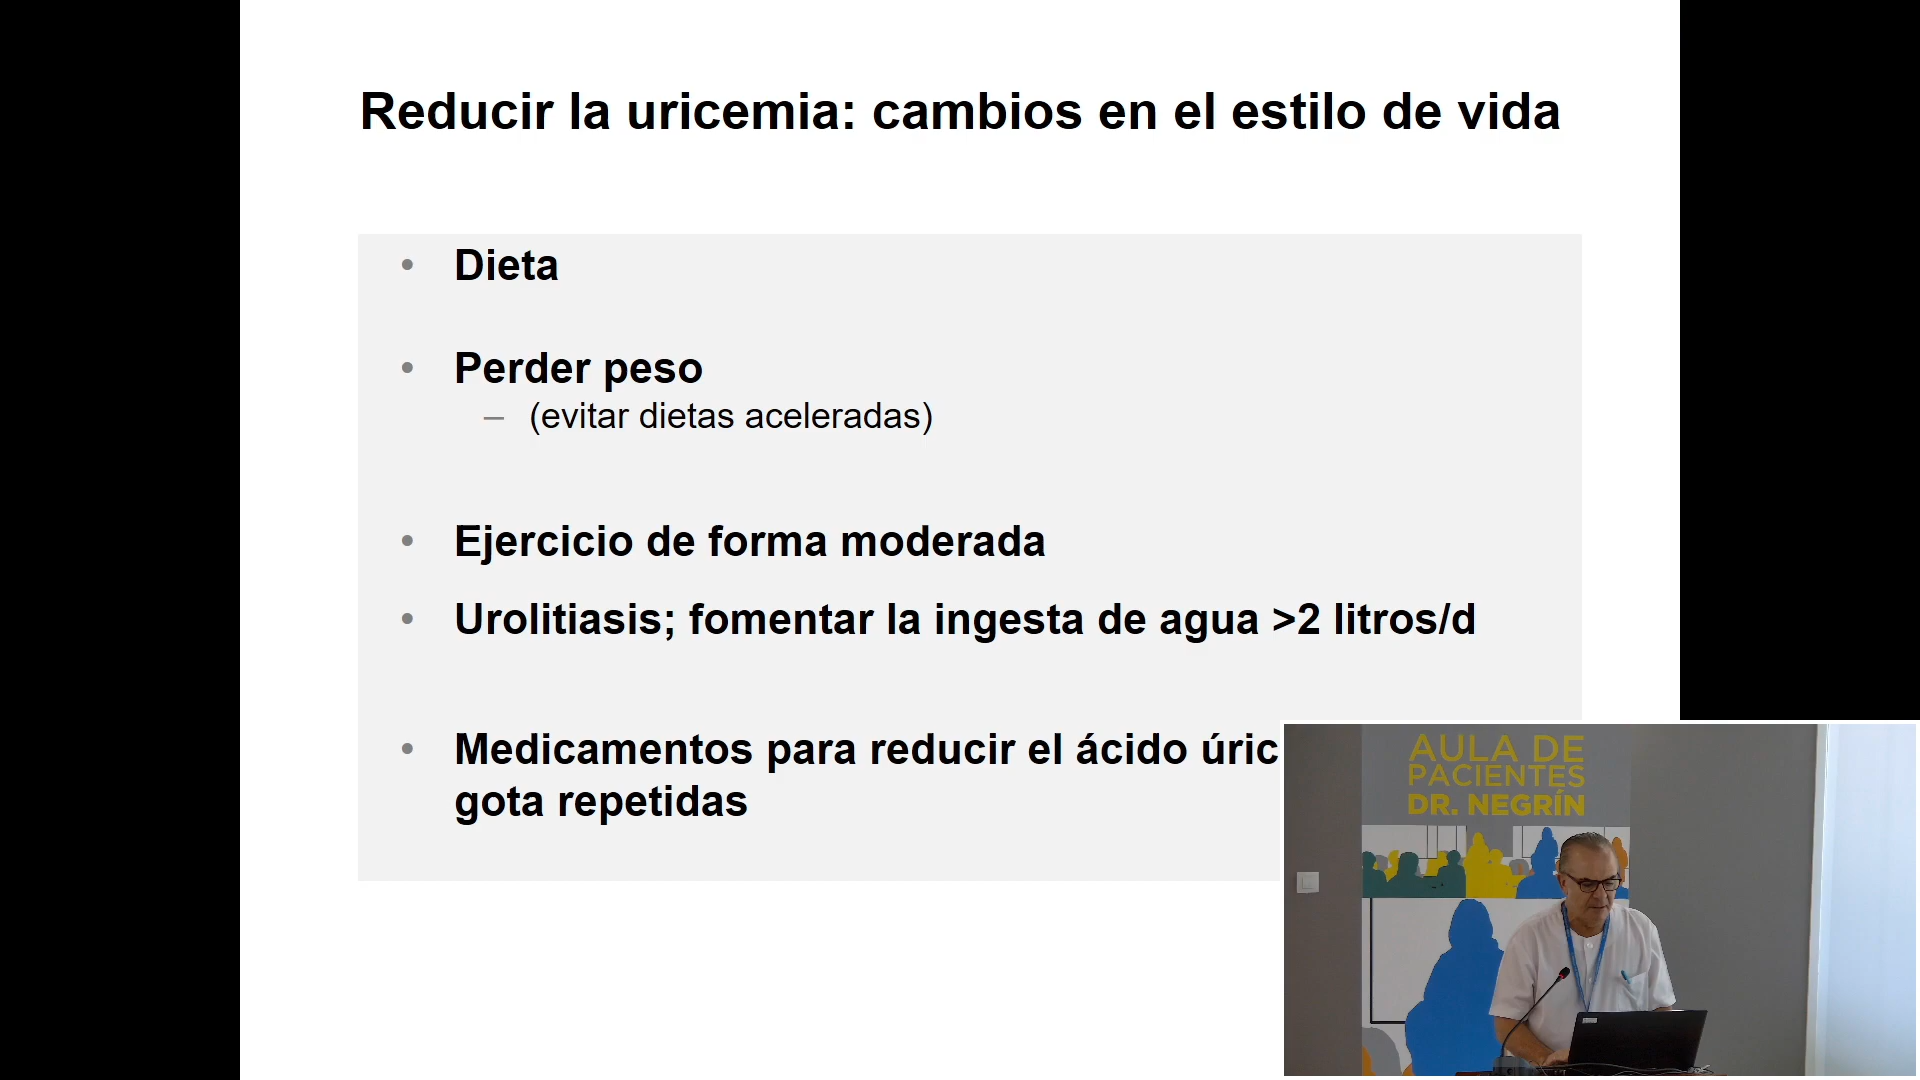 Reducir la uricemia: cambios en el estilo de vida
• Dieta
• Perder peso
– (evitar dietas aceleradas)
• Ejercicio de forma moderada
• Urolitiasis; fomentar la ingesta de agua >2 litros/d
• Medicamentos para reducir el ácido úric
gota repetidas
AULA DE
PACIENTES
DR. NEGRÍN